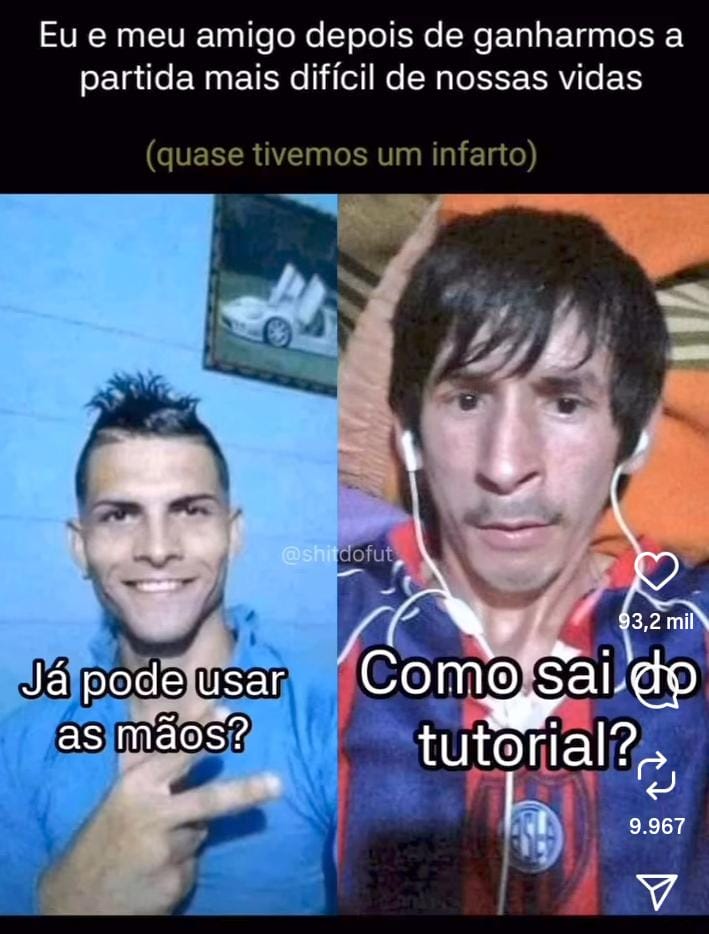 Eu e meu amigo depois de ganharmos a
partida mais difícil de nossas vidas
(quase tivemos um infarto)
@shitdofut
93,2 mil
Já pode usar
as mãos?
Como sai do
tutorial?
9.967